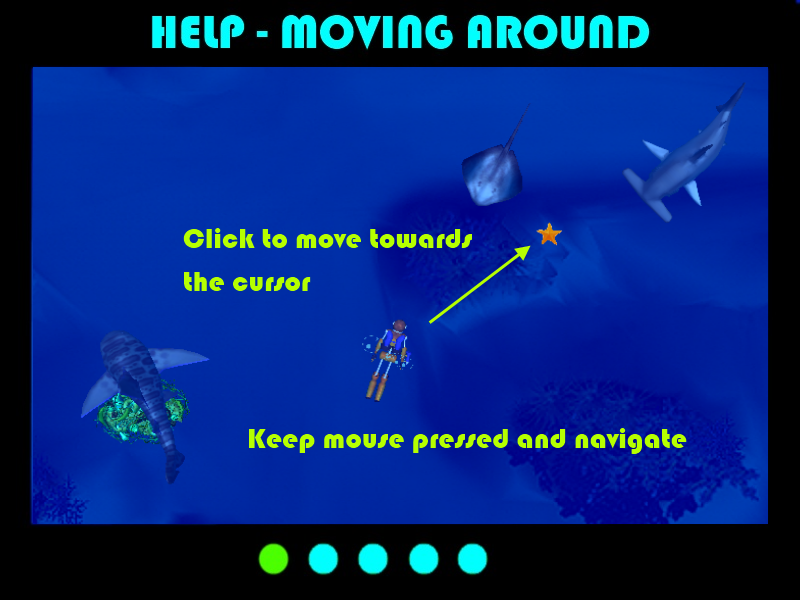 HELP - MOVING AROUND
Click to move towards
the cursor
Keep mouse pressed and navigate